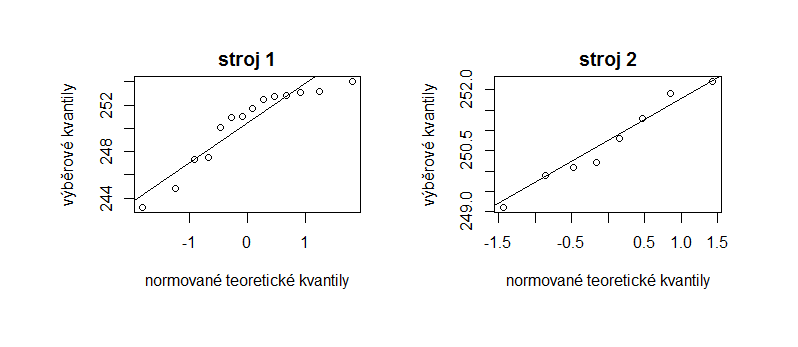 stroj 1
výběrové kvantily
244 248 252
-1 0 1
normované teoretické kvantily
stroj 2
výběrové kvantily
249.0 250.5 252.0
-1.5 -0.5 0.5 1.0 1.5
normované teoretické kvantily